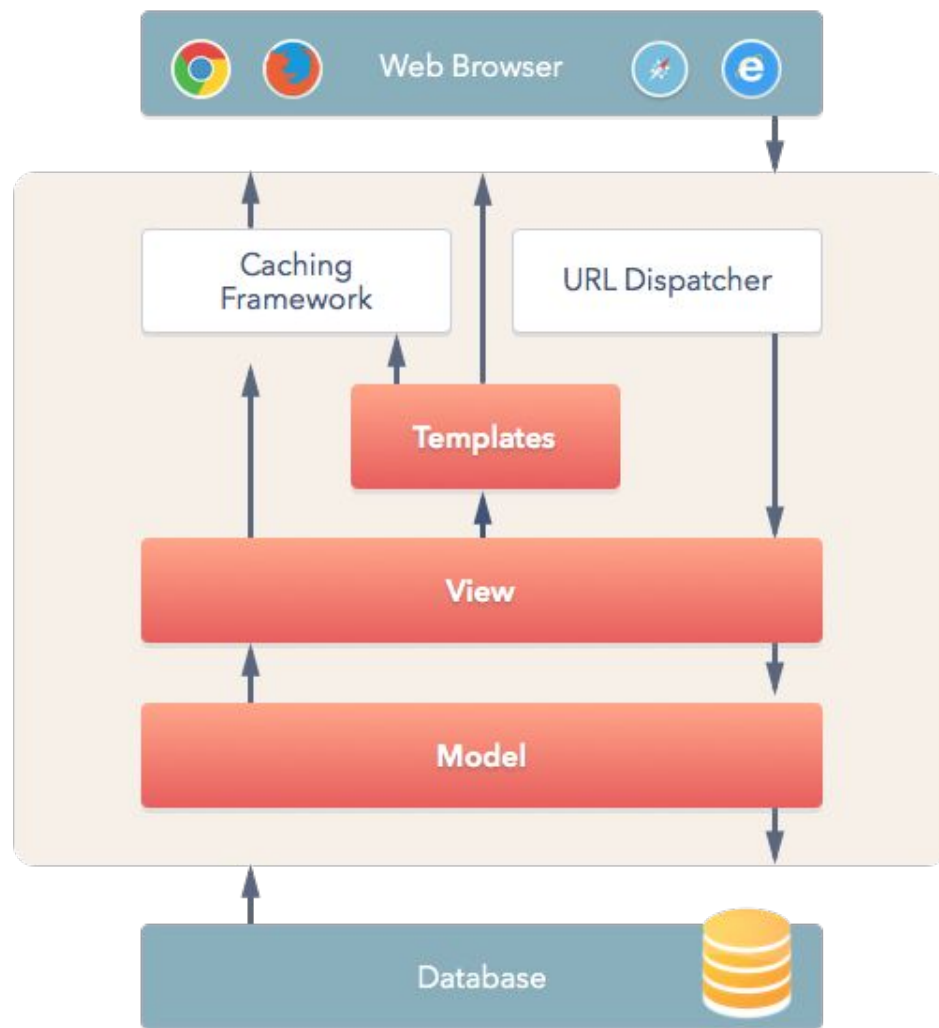 Web Browser
Caching
Framework
URL Dispatcher
Templates
View
Model
Database